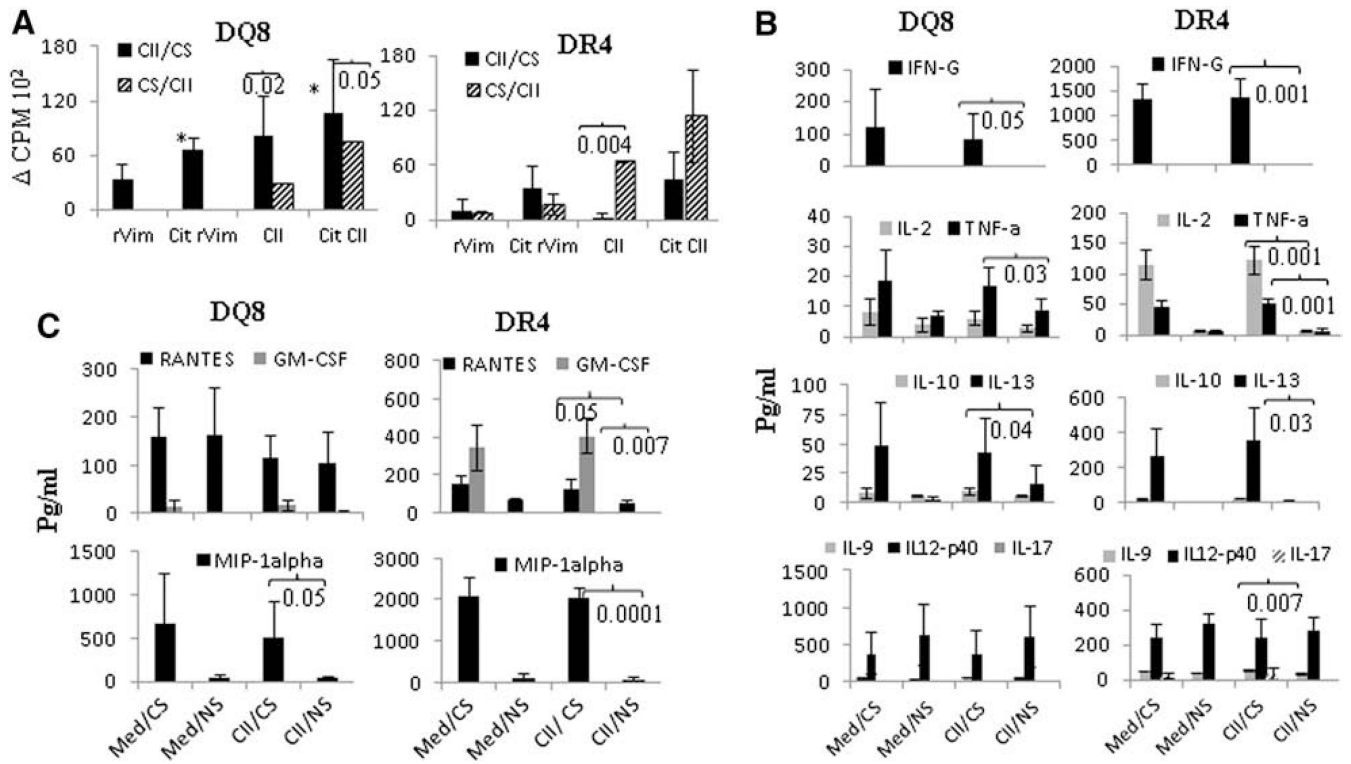 A
DQ8
Δ CPM 10²
180
120
60
0
CII/CS
CS/CII
*
*
0.02
0.05
rVim
Cit rVim
CII
Cit CII
DR4
180
120
60
0
CII/CS
CS/CII
0.004
rVim
Cit rVim
CII
Cit CII
B
Pg/ml
DQ8
300
200
100
0
IFN-G
0.05
DR4
2000
1500
1000
500
0
IFN-G
0.001
40
30
20
10
0
IL-2 TNF-a
0.03
200
150
100
50
0
IL-2 TNF-a
0.001
0.001
100
75
50
25
0
IL-10 IL-13
0.04
600
400
200
0
IL-10 IL-13
0.03
IL-9 IL12-p40 IL-17
1500
1000
500
0
Med/CS
Med/NS
CII/CS
CII/NS
IL-9 IL12-p40 IL-17
600
400
200
0
0.007
Med/CS
Med/NS
CII/CS
CII/NS
C
Pg/ml
DQ8
300
200
100
0
RANTES GM-CSF
DR4
800
600
400
200
0
RANTES GM-CSF
0.05
0.007
1500
1000
500
0
MIP-1alpha
0.05
Med/CS
Med/NS
CII/CS
CII/NS
3000
2000
1000
0
MIP-1alpha
0.0001
Med/CS
Med/NS
CII/ CS
CII/NS